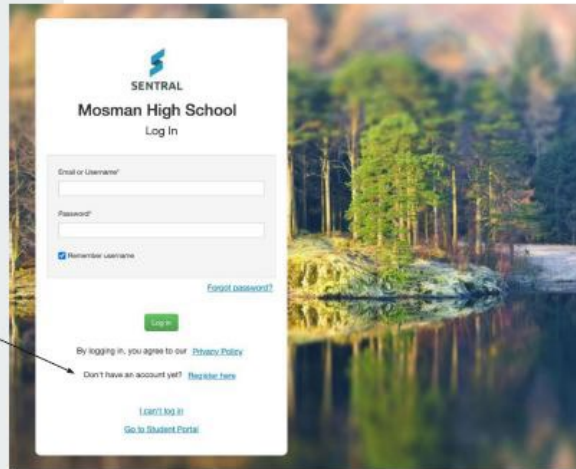 SENTRAL
Mosman High School
Log In
Email or Username*
Password*
Remember username
Forgot password?
Log in
By logging in, you agree to our Privacy Policy
Don't have an account yet? Register here
I can't log in
Go to Student Portal